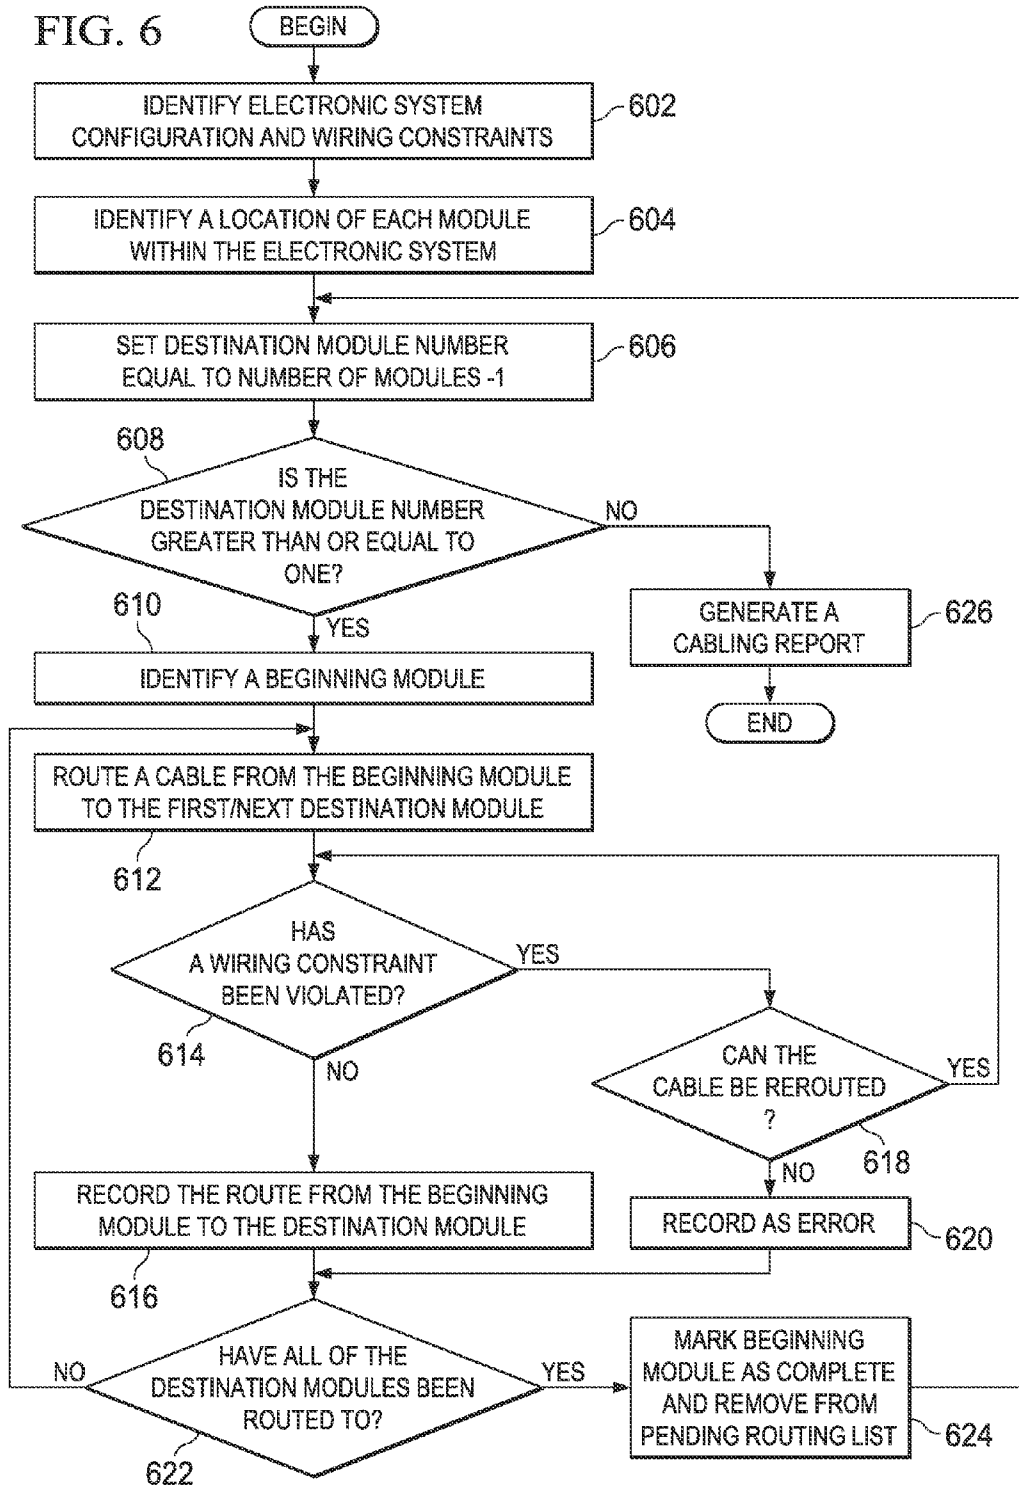 FIG. 6
BEGIN
IDENTIFY ELECTRONIC SYSTEM
CONFIGURATION AND WIRING CONSTRAINTS
602
IDENTIFY A LOCATION OF EACH MODULE
WITHIN THE ELECTRONIC SYSTEM
604
SET DESTINATION MODULE NUMBER
EQUAL TO NUMBER OF MODULES -1
606
608
IS THE
DESTINATION MODULE NUMBER
GREATER THAN OR EQUAL TO
ONE?
NO
YES
GENERATE A
CABLING REPORT
626
END
610
IDENTIFY A BEGINNING MODULE
ROUTE A CABLE FROM THE BEGINNING MODULE
TO THE FIRST/NEXT DESTINATION MODULE
612
HAS
A WIRING CONSTRAINT
BEEN VIOLATED?
YES
614
NO
CAN THE
CABLE BE REROUTED
?
YES
618
NO
RECORD THE ROUTE FROM THE BEGINNING
MODULE TO THE DESTINATION MODULE
616
RECORD AS ERROR
620
HAVE ALL OF THE
DESTINATION MODULES BEEN
ROUTED TO?
NO
YES
622
MARK BEGINNING
MODULE AS COMPLETE
AND REMOVE FROM
PENDING ROUTING LIST
624